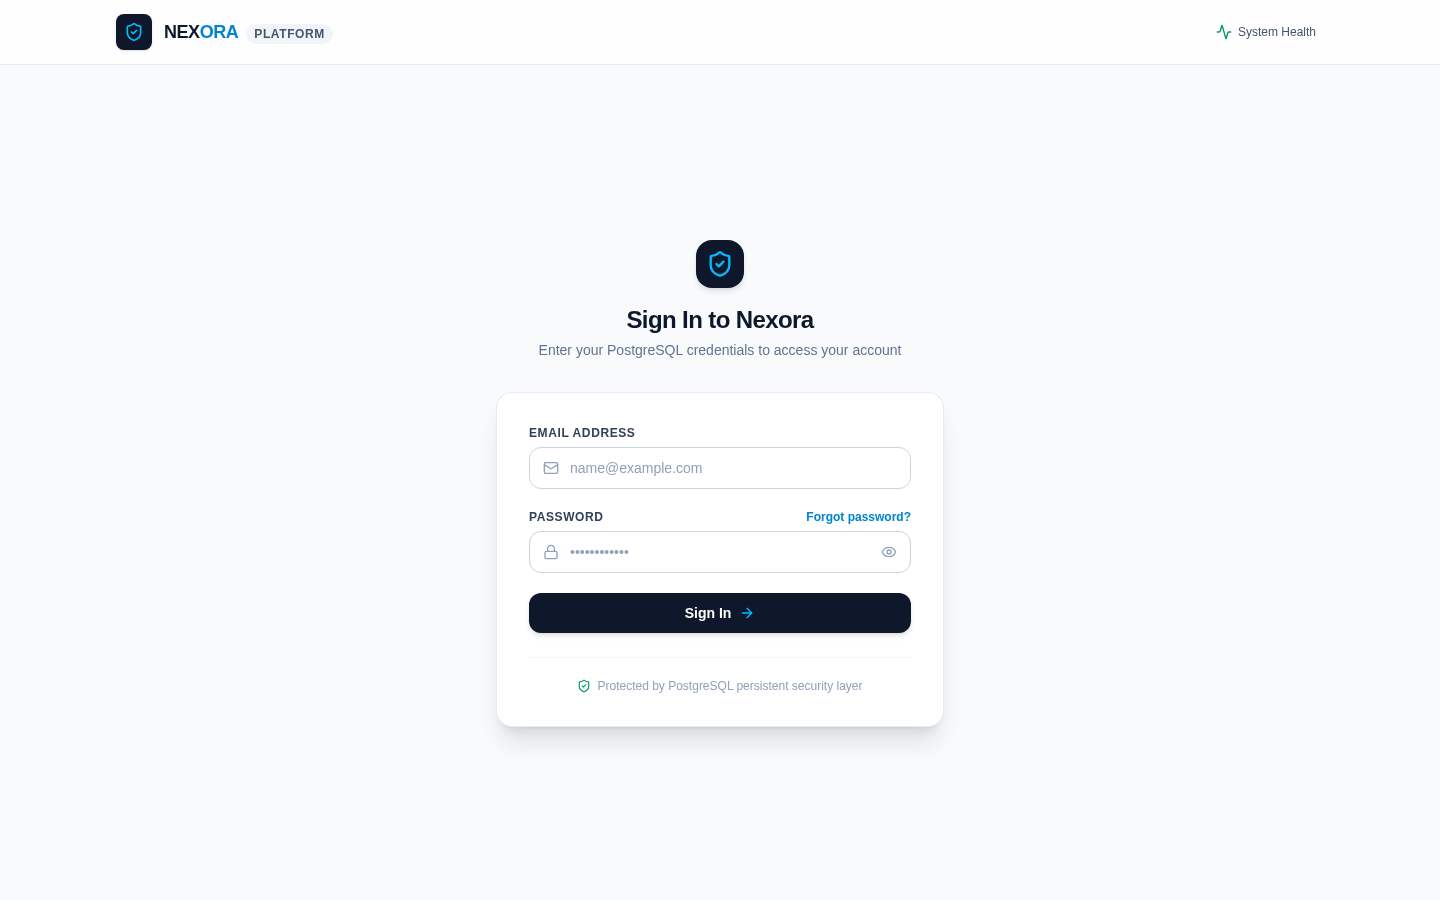 NEXORA PLATFORM
System Health
Sign In to Nexora
Enter your PostgreSQL credentials to access your account
EMAIL ADDRESS
name@example.com
PASSWORD Forgot password?
••••••••••••
Sign In
Protected by PostgreSQL persistent security layer